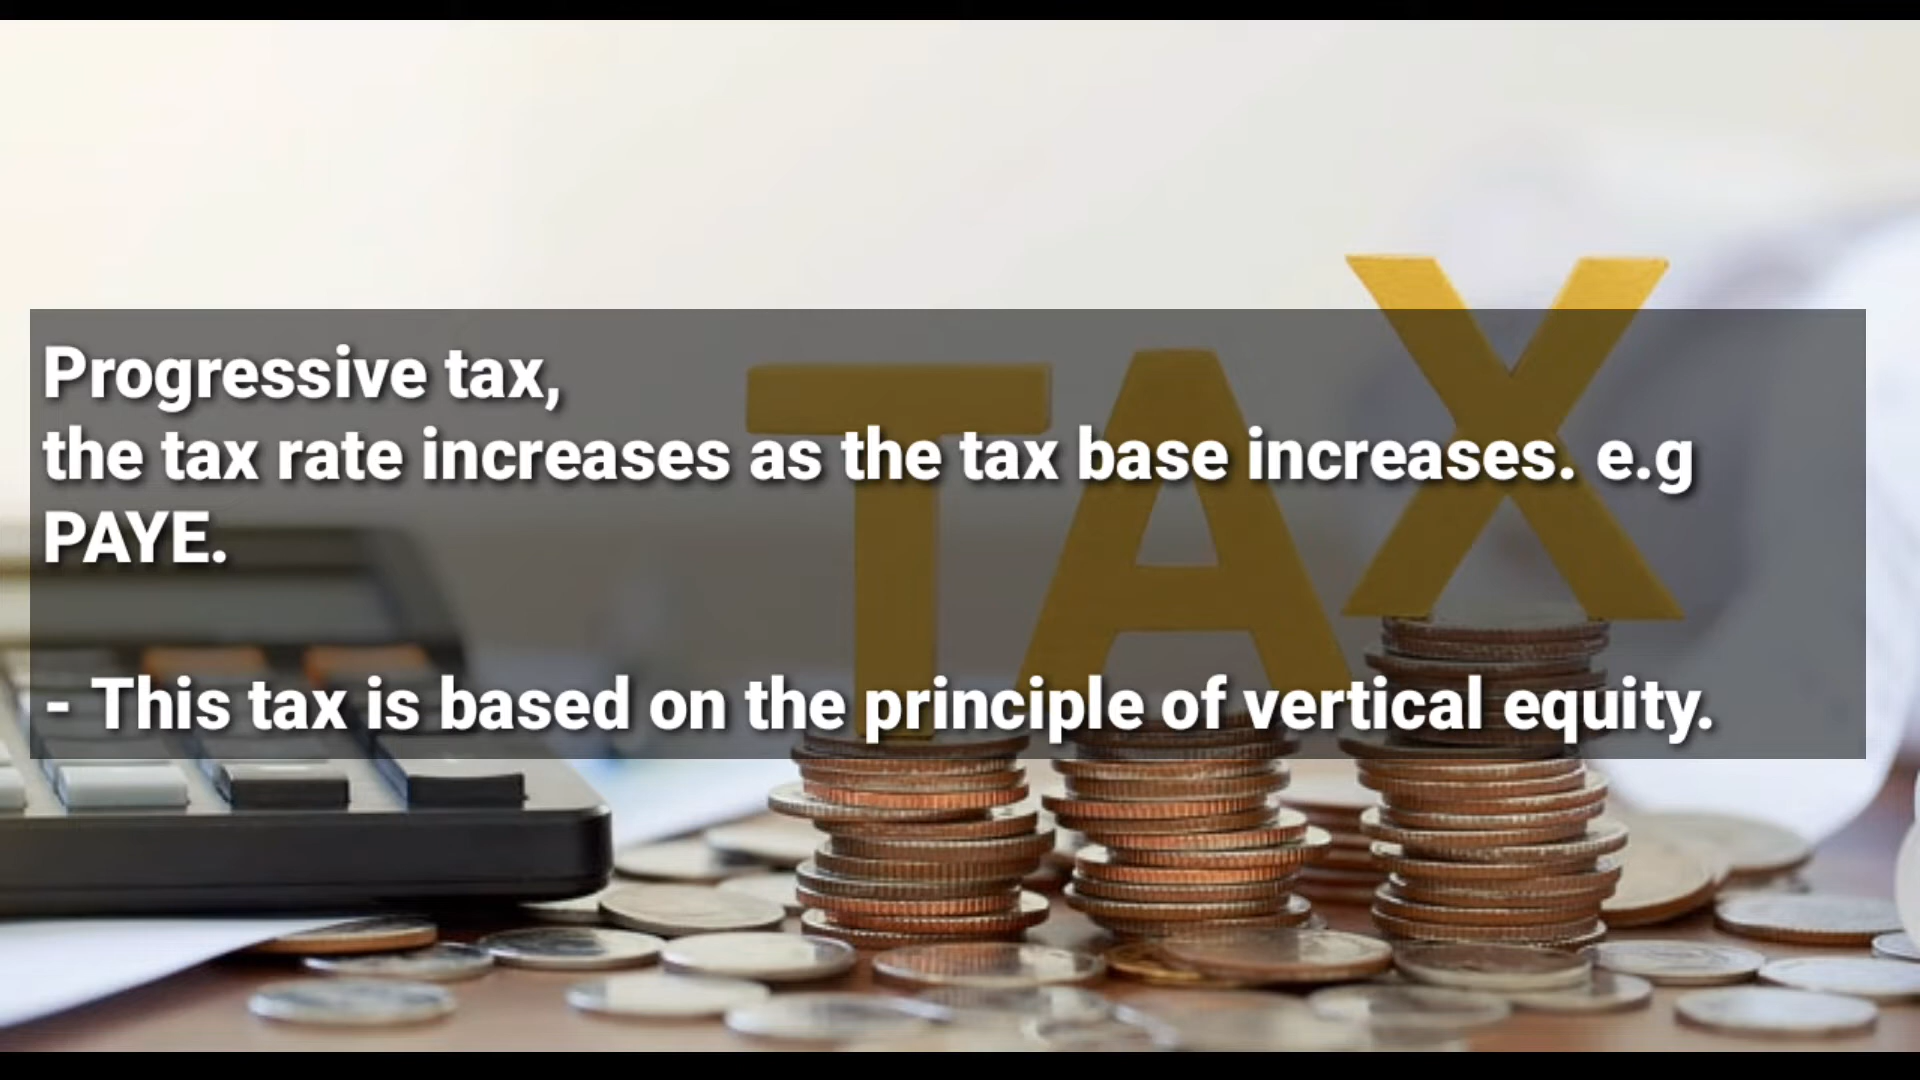 TAX
Progressive tax,
the tax rate increases as the tax base increases. e.g
PAYE.
- This tax is based on the principle of vertical equity.